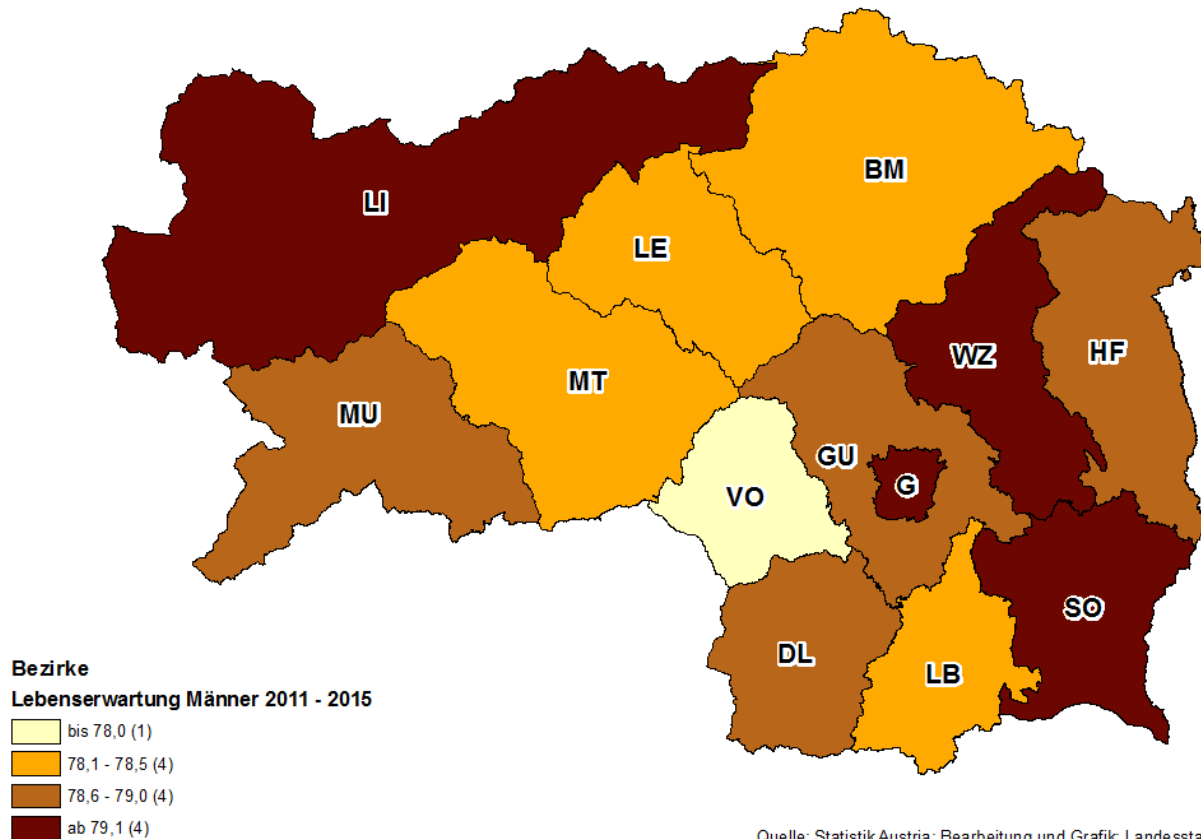 BM
LI
LE
WZ
HF
MT
MU
GU
G
VO
SO
DL
LB
Bezirke
Lebenserwartung Männer 2011 - 2015
bis 78,0 (1)
78,1 - 78,5 (4)
78,6 - 79,0 (4)
ab 79,1 (4)
Quelle: Statistik Austria; Bearbeitung und Grafik: Landessta